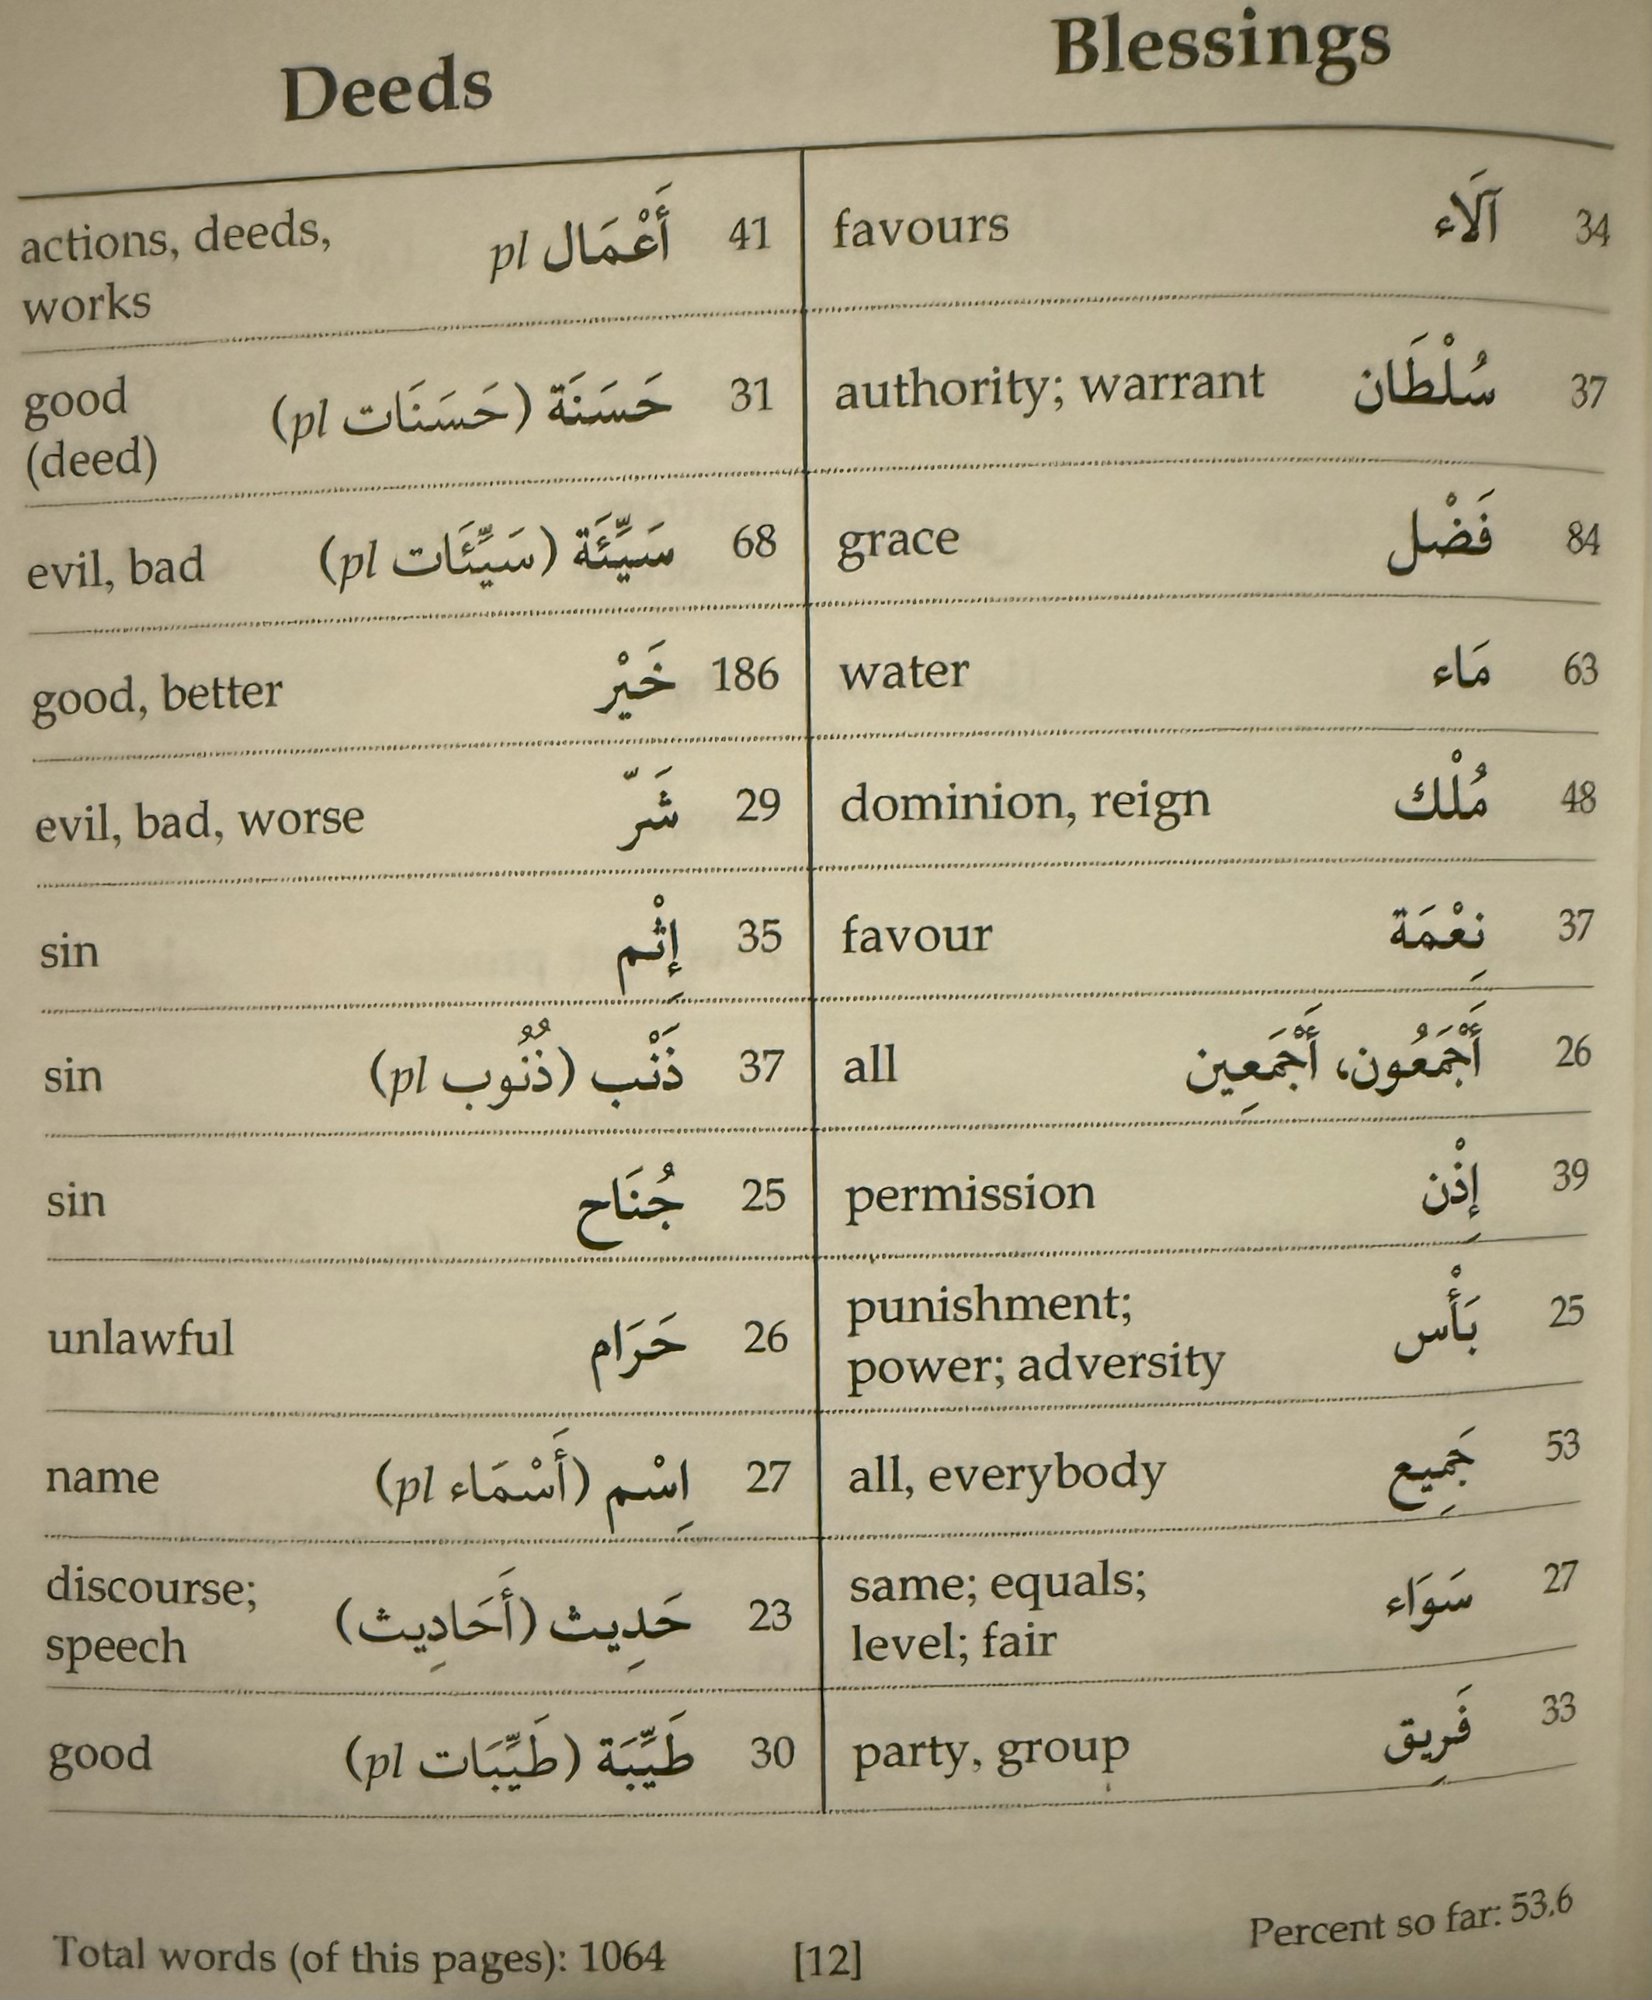 Deeds
actions, deeds, أَعْمَال pl 41
works
good حَسَنَة (حَسَنَات pl) 31
(deed)
evil, bad سَيِّئَة (سَيِّئَات pl) 68
good, better خَيْر 186
evil, bad, worse شَرّ 29
sin إِثْم 35
sin ذَنْب (ذُنُوب pl) 37
sin جُنَاح 25
unlawful حَرَام 26
name اِسْم (أَسْمَاء pl) 27
discourse; حَدِيث (أَحَادِيث) 23
speech
good طَيِّبَة (طَيِّبَات pl) 30
Blessings
favours آلَاء 34
authority; warrant سُلْطَان 37
grace فَضْل 84
water مَاء 63
dominion, reign مُلْك 48
favour نِعْمَة 37
all أَجْمَعُون، أَجْمَعِين 26
permission إِذْن 39
punishment; بَأْس 25
power; adversity
all, everybody جَمِيع 53
same; equals; سَوَاء 27
level; fair
party, group فَرِيق 33
Total words (of this pages): 1064 [12] Percent so far: 53.6